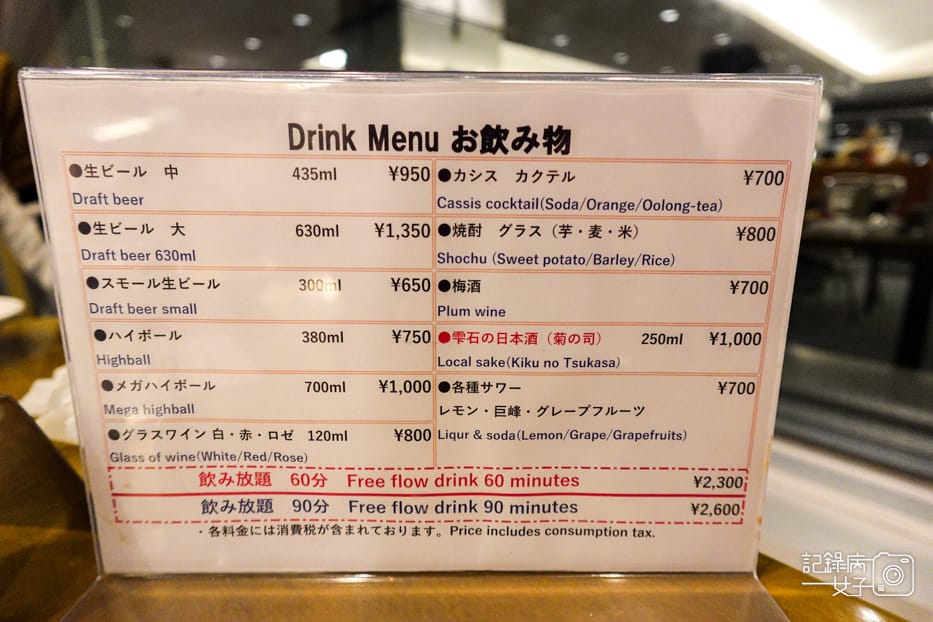 Drink Menu お飲み物
●生ビール 中 435ml ¥950
Draft beer
●生ビール 大 630ml ¥1,350
Draft beer 630ml
●スモール生ビール 300ml ¥650
Draft beer small
●ハイボール 380ml ¥750
Highball
●メガハイボール 700ml ¥1,000
Mega highball
●グラスワイン 白・赤・ロゼ 120ml ¥800
Glass of wine(White/Red/Rose)
●カシス カクテル ¥700
Cassis cocktail(Soda/Orange/Oolong-tea)
●焼酎 グラス（芋・麦・米） ¥800
Shochu (Sweet potato/Barley/Rice)
●梅酒 ¥700
Plum wine
●雫石の日本酒（菊の司） 250ml ¥1,000
Local sake(Kiku no Tsukasa)
●各種サワー ¥700
レモン・巨峰・グレープフルーツ
Liqur & soda(Lemon/Grape/Grapefruits)
飲み放題 60分 Free flow drink 60 minutes ¥2,300
飲み放題 90分 Free flow drink 90 minutes ¥2,600
・各料金には消費税が含まれております。Price includes consumption tax.
記錄病
女子